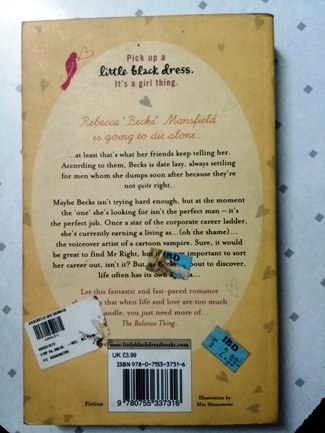 Pick up a
little black dress.
It's a girl thing.
Rebecca 'Becks' Mansfield
is going to die alone...
...at least that's what her friends keep telling her.
According to them, Becks is date lazy, always settling
for men whom she dumps soon after because they're
not quite right.
Maybe Becks isn't trying hard enough, but at the moment
the 'one' she's looking for isn't the perfect man – it's
the perfect job. Once a star of the corporate career ladder,
she's currently earning a living as...(oh the shame)...
the voiceover artist of a cartoon vampire. Sure, it would
be great to find Mr Right, but more important to sort
her career out, isn't it? But, as about to discover,
life often has its own
Let this fantastic and fast-paced romance
that when life and love are too much
you just need more of...
The Balance Thing.
IBD
IBD
£ 2.99
www.littleblackdressbooks.com
UK £3.99
ISBN 978-0-7553-3731-6
9 780755 337316
Fiction
Illustration by